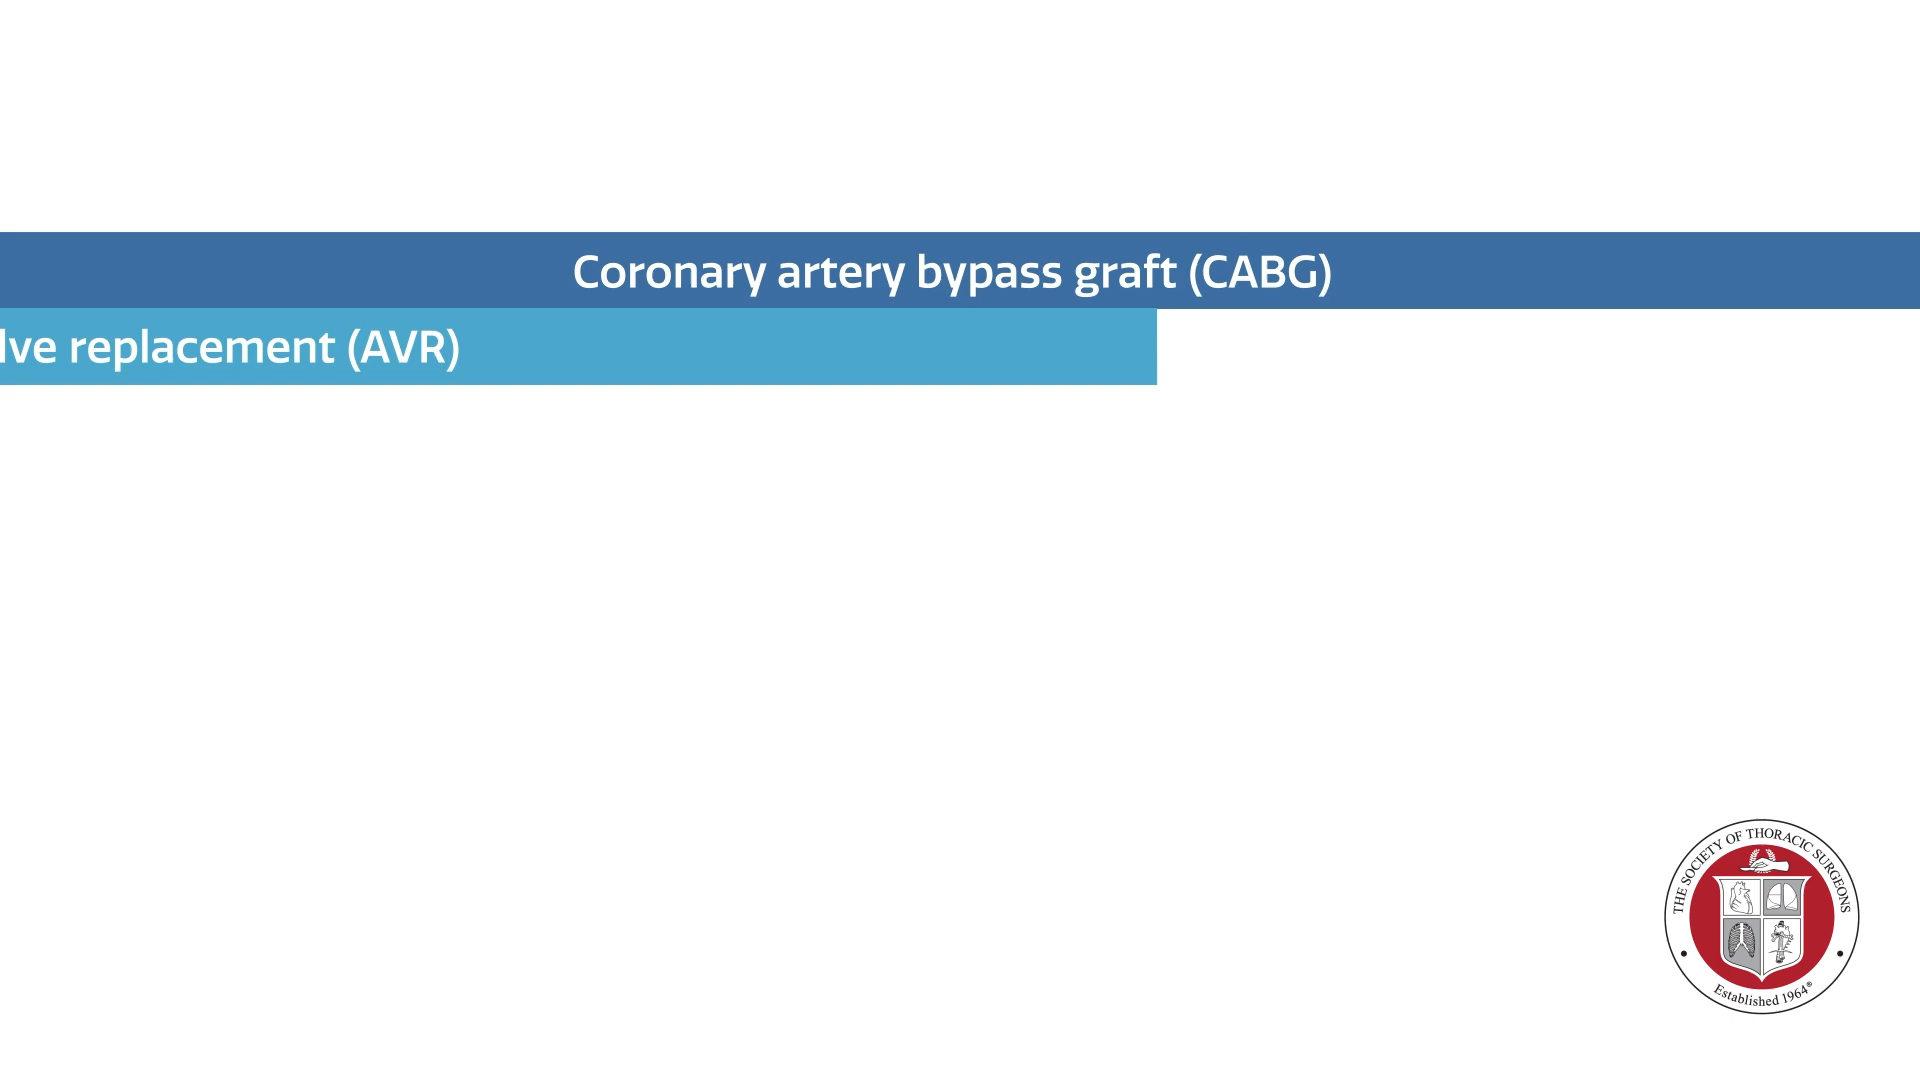 Coronary artery bypass graft (CABG)
lve replacement (AVR)
THE SOCIETY OF THORACIC SURGEONS
Established 1964®